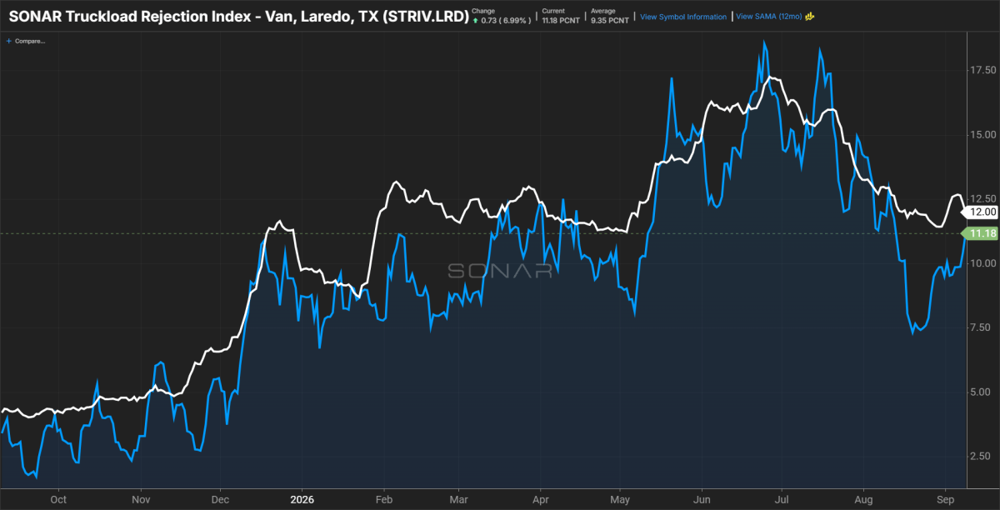 SONAR Truckload Rejection Index - Van, Laredo, TX (STRIV.LRD)
Change
0.73 ( 6.99% )
Current
11.18 PCNT
Average
9.35 PCNT
View Symbol Information
View SAMA (12mo)
+ Compare...
17.50
15.00
12.50
12.00
11.18
10.00
7.50
5.00
2.50
SONAR
Oct Nov Dec 2026 Feb Mar Apr May Jun Jul Aug Sep